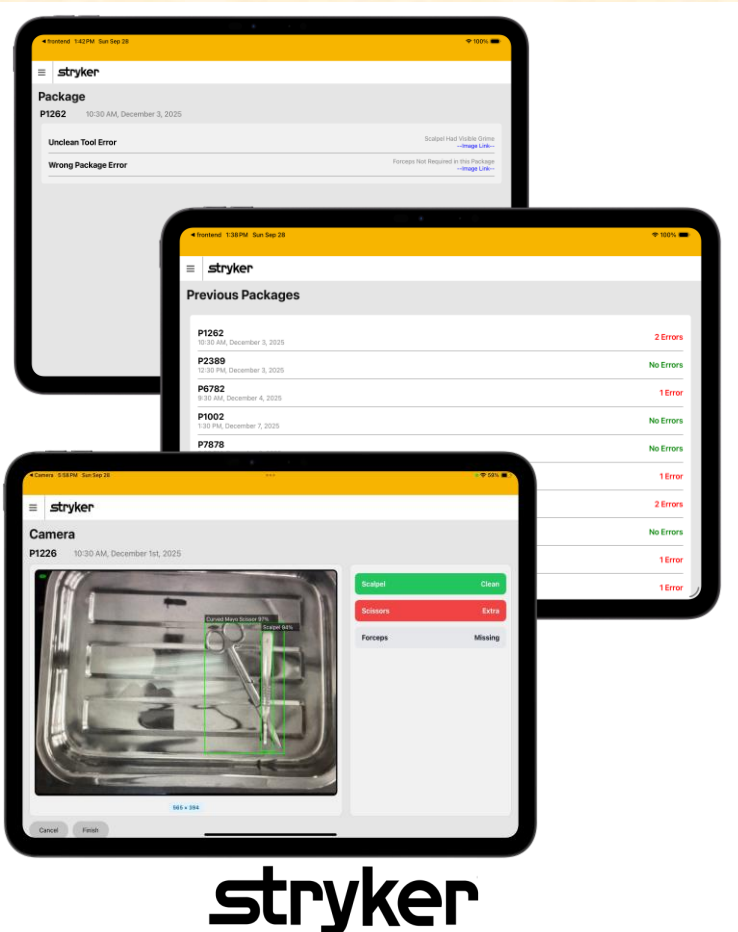 ◄ frontend 1:42 PM Sun Sep 28
100%
stryker
Package
P1262 10:30 AM, December 3, 2025
Unclean Tool Error
Scalpel Had Visible Grime
--Image Link--
Wrong Package Error
Forceps Not Required in this Package
--Image Link--
◄ frontend 1:38 PM Sun Sep 28
100%
stryker
Previous Packages
P1262
10:30 AM, December 3, 2025
2 Errors
P2389
12:30 PM, December 3, 2025
No Errors
P6782
9:30 AM, December 4, 2025
1 Error
P1002
1:30 PM, December 7, 2025
No Errors
P7878
No Errors
1 Error
2 Errors
No Errors
1 Error
1 Error
◄ Camera 5:58 PM Sun Sep 28
59%
stryker
Camera
P1226 10:30 AM, December 1st, 2025
Curved Mayo Scissor 97%
Scalpel 94%
Scalpel Clean
Scissors Extra
Forceps Missing
565 × 394
Cancel Finish
stryker